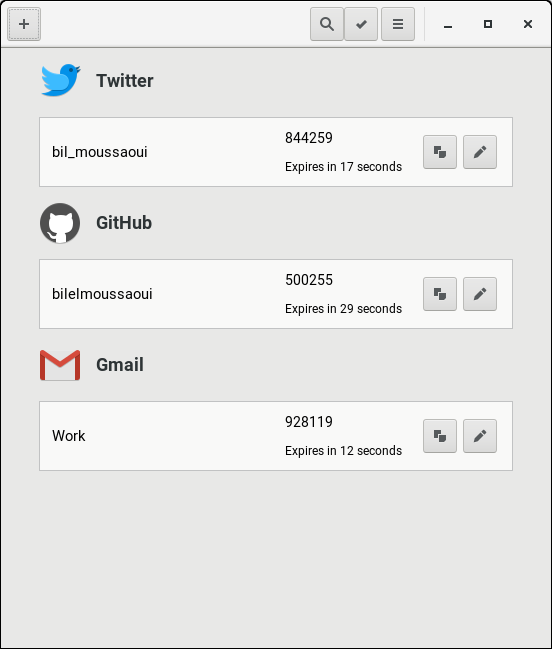 Twitter
bil_moussaoui
844259
Expires in 17 seconds
GitHub
bilelmoussaoui
500255
Expires in 29 seconds
Gmail
Work
928119
Expires in 12 seconds